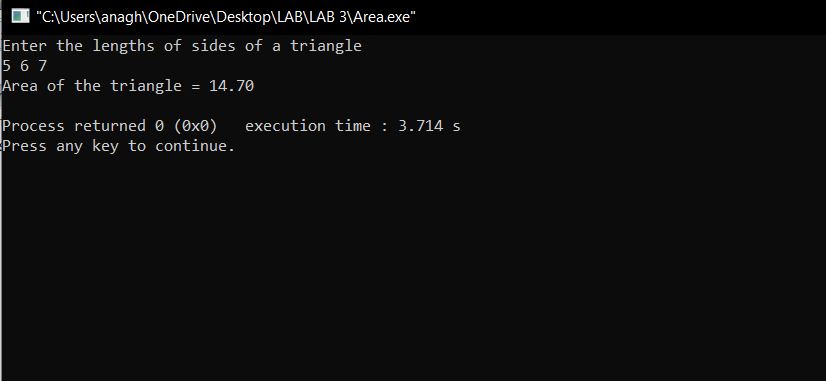 "C:\Users\anagh\OneDrive\Desktop\LAB\LAB 3\Area.exe"
Enter the lengths of sides of a triangle
5 6 7
Area of the triangle = 14.70
Process returned 0 (0x0)   execution time : 3.714 s
Press any key to continue.